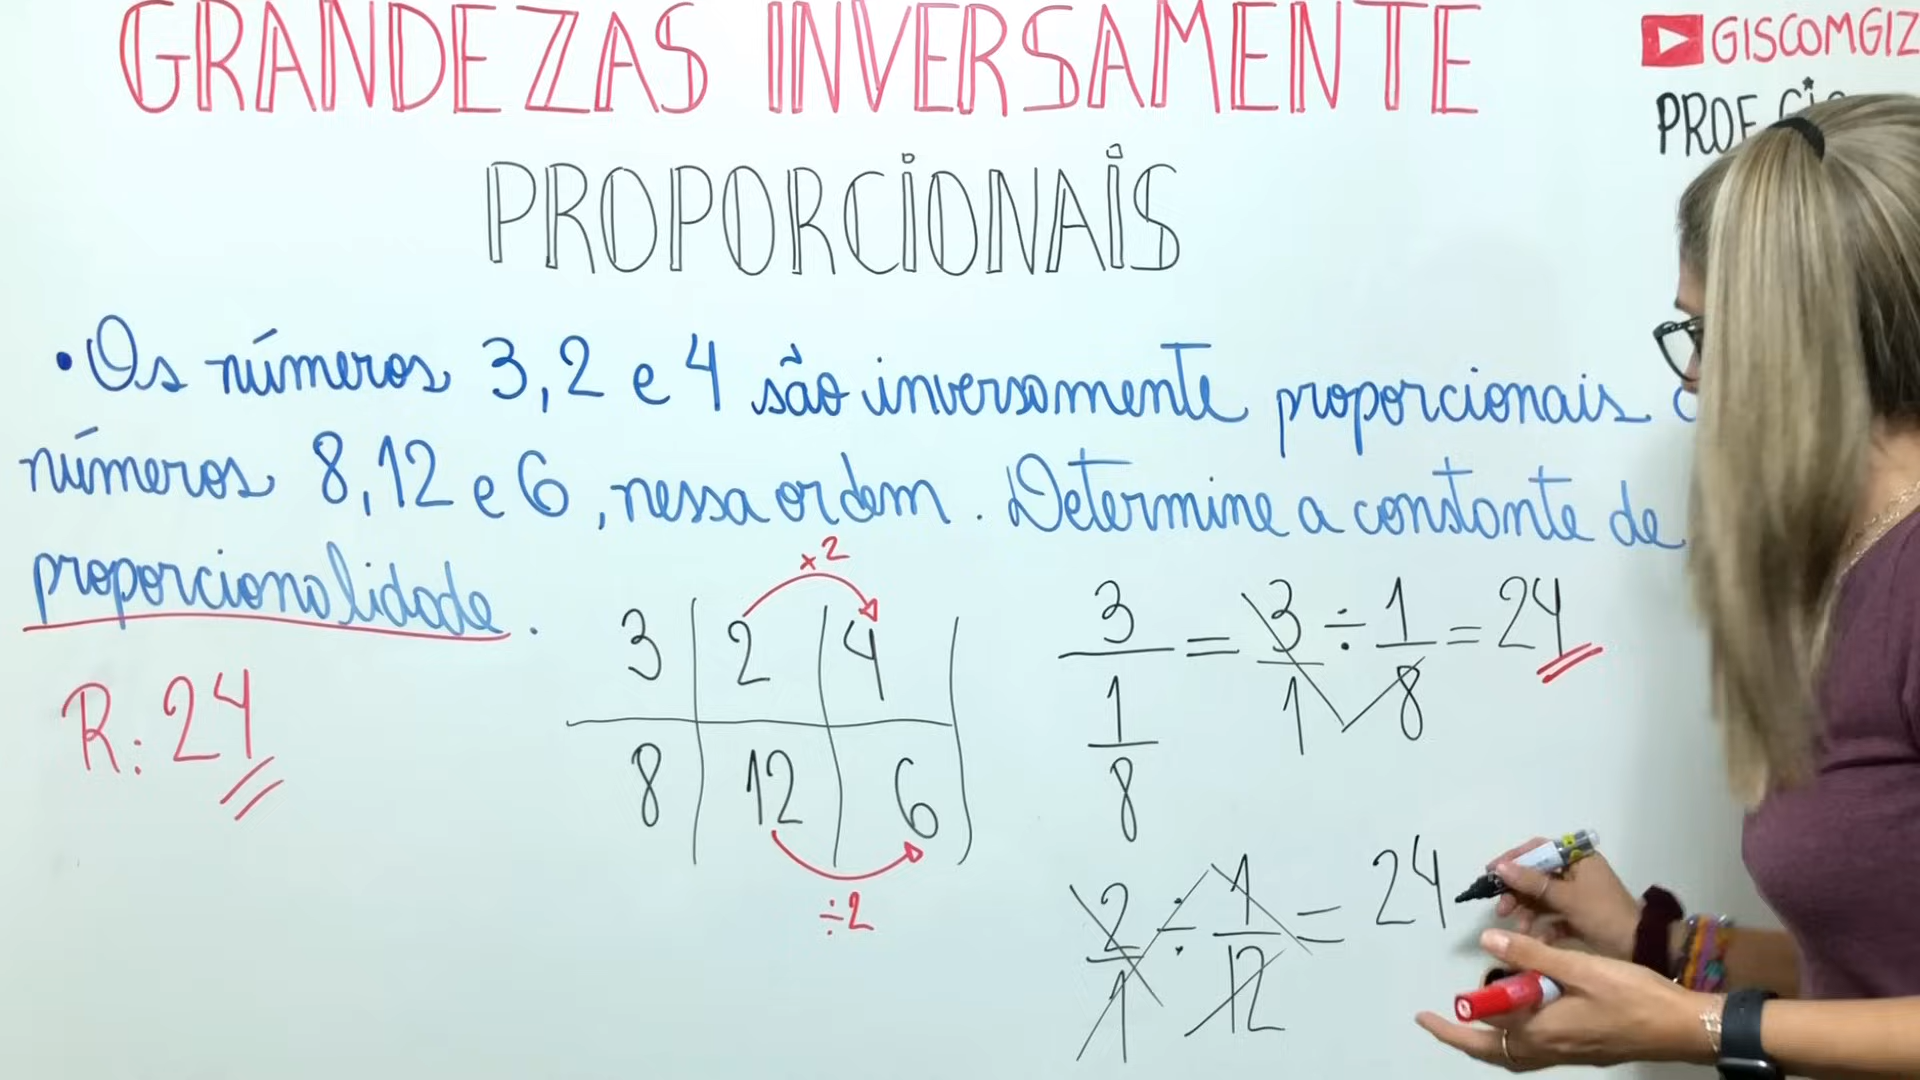 GRANDEZAS INVERSAMENTE
PROPORCIONAIS
GISCOMGIZ
PROF.
• Os números 3, 2 e 4 são inversamente proporcionais
números 8, 12 e 6, nessa ordem. Determine a constante de
proporcionalidade.
R: 24
×2
3 | 2 | 4
8 | 12 | 6
÷2
3/(1/8) = 3/1 ÷ 1/8 = 24
2/1 ÷ 1/12 = 24